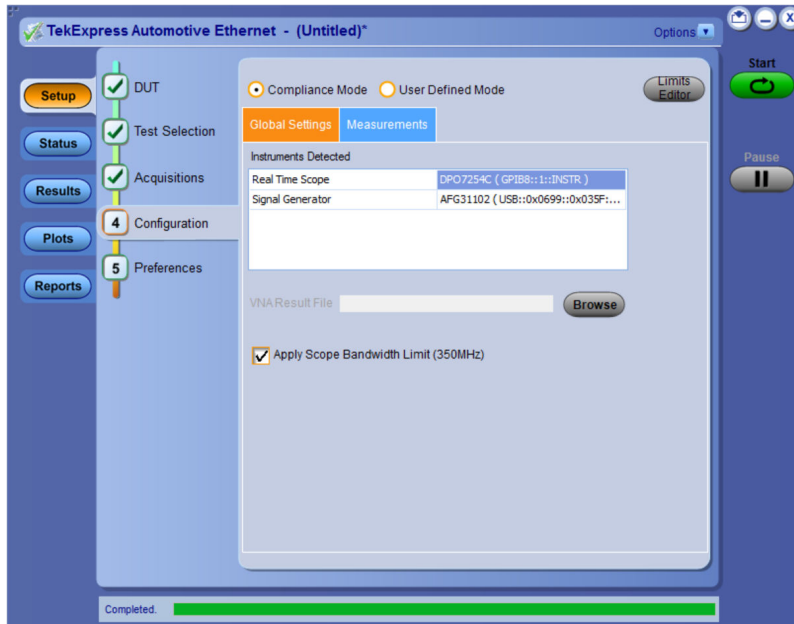 TekExpress Automotive Ethernet - (Untitled)*
Options
Start
Pause
Setup
Status
Results
Plots
Reports
DUT
Test Selection
Acquisitions
4 Configuration
5 Preferences
Compliance Mode
User Defined Mode
Limits
Editor
Global Settings
Measurements
Instruments Detected
Real Time Scope DPO7254C ( GPIB8::1::INSTR )
Signal Generator AFG31102 ( USB::0x0699::0x035F:...
VNA Result File
Browse
Apply Scope Bandwidth Limit (350MHz)
Completed.